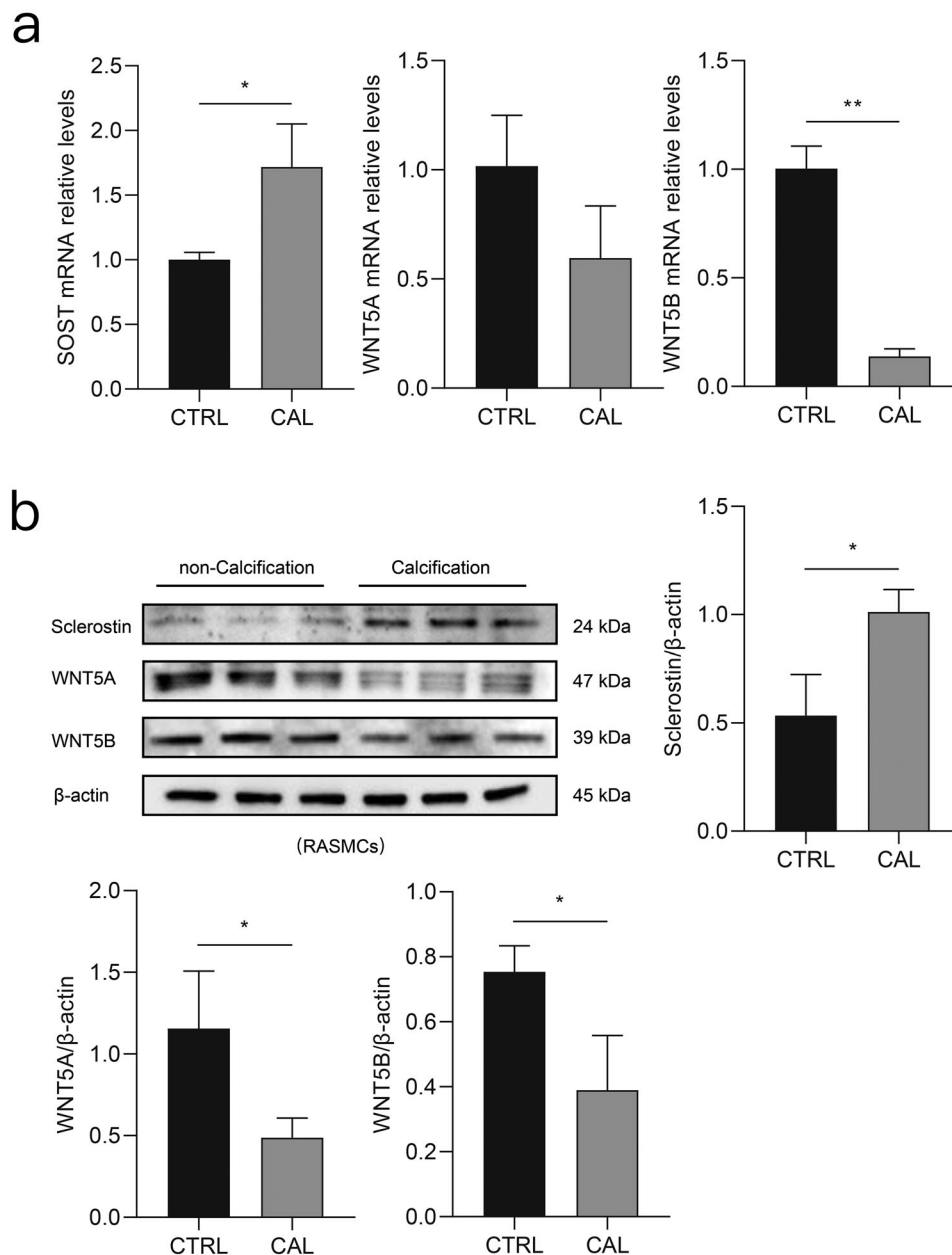 a
SOST mRNA relative levels
2.5
2.0
1.5
1.0
0.5
0.0
*
CTRL CAL
WNT5A mRNA relative levels
1.5
1.0
0.5
0.0
CTRL CAL
WNT5B mRNA relative levels
1.5
1.0
0.5
0.0
**
CTRL CAL
b
non-Calcification Calcification
Sclerostin 24 kDa
WNT5A 47 kDa
WNT5B 39 kDa
β-actin 45 kDa
(RASMCs)
Sclerostin/β-actin
1.5
1.0
0.5
0.0
*
CTRL CAL
WNT5A/β-actin
2.0
1.5
1.0
0.5
0.0
*
CTRL CAL
WNT5B/β-actin
1.0
0.8
0.6
0.4
0.2
0.0
*
CTRL CAL